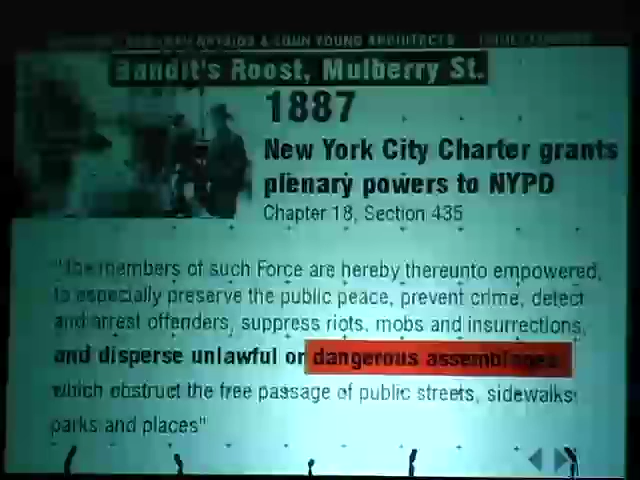 & JOHN YOUNG ARCHITECTS
Bandit's Roost, Mulberry St.
1887
New York City Charter grants
plenary powers to NYPD
Chapter 18, Section 435
"The members of such Force are hereby thereunto empowered,
to especially preserve the public peace, prevent crime, detect
and arrest offenders, suppress riots, mobs and insurrections,
and disperse unlawful or dangerous assemblages
which obstruct the free passage of public streets, sidewalks
parks and places"